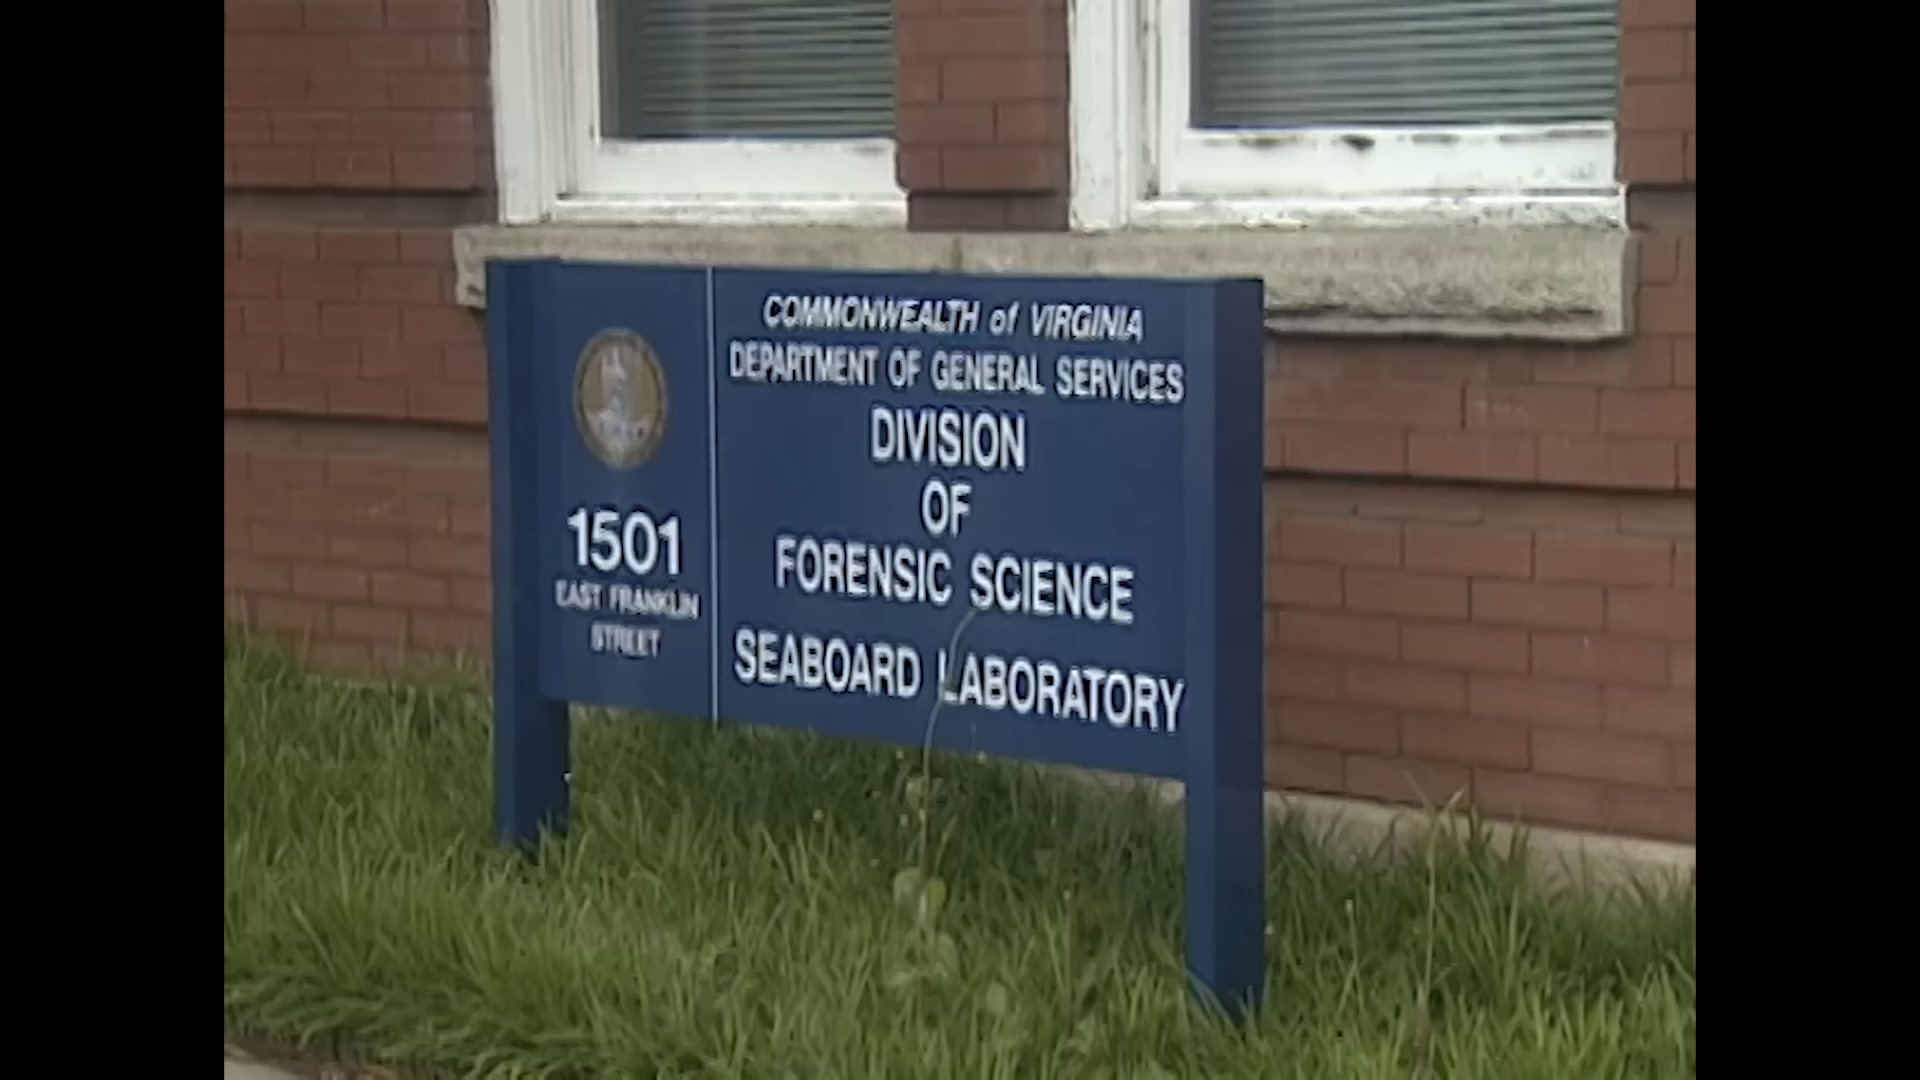 COMMONWEALTH of VIRGINIA
DEPARTMENT OF GENERAL SERVICES
DIVISION
OF
FORENSIC SCIENCE
SEABOARD LABORATORY
1501
EAST FRANKLIN
STREET